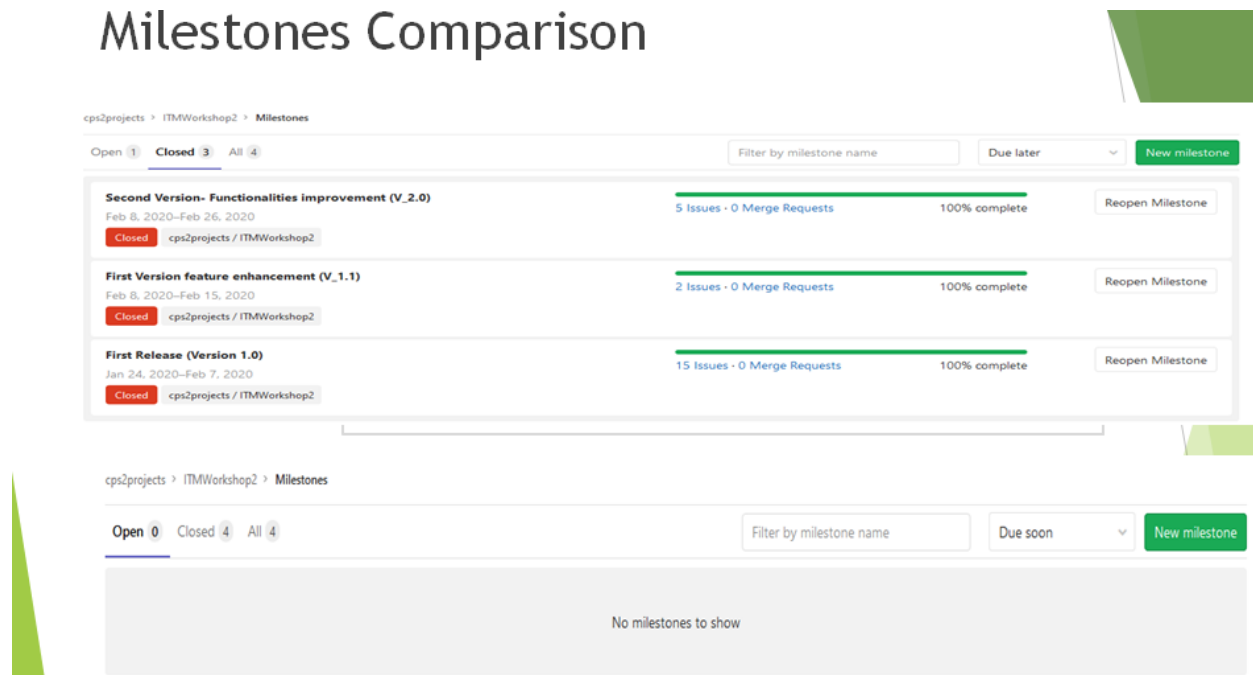 Milestones Comparison
cps2projects > ITMWorkshop2 > Milestones
Open 1 Closed 3 All 4 Filter by milestone name Due later New milestone
Second Version- Functionalities improvement (V_2.0)
Feb 8, 2020–Feb 26, 2020
Closed cps2projects / ITMWorkshop2
5 Issues · 0 Merge Requests 100% complete
Reopen Milestone
First Version feature enhancement (V_1.1)
Feb 8, 2020–Feb 15, 2020
Closed cps2projects / ITMWorkshop2
2 Issues · 0 Merge Requests 100% complete
Reopen Milestone
First Release (Version 1.0)
Jan 24, 2020–Feb 7, 2020
Closed cps2projects / ITMWorkshop2
15 Issues · 0 Merge Requests 100% complete
Reopen Milestone
cps2projects > ITMWorkshop2 > Milestones
Open 0 Closed 4 All 4 Filter by milestone name Due soon New milestone
No milestones to show